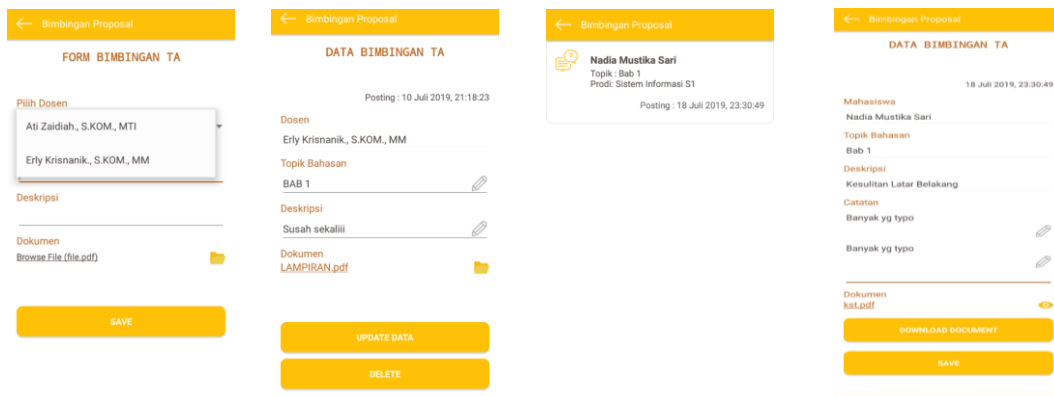 Bimbingan Proposal
FORM BIMBINGAN TA
Pilih Dosen
Ati Zaidiah., S.KOM., MTI
Erly Krisnanik., S.KOM., MM
Deskripsi
Dokumen
Browse File (file.pdf)
SAVE
Bimbingan Proposal
DATA BIMBINGAN TA
Posting : 10 Juli 2019, 21:18:23
Dosen
Erly Krisnanik., S.KOM., MM
Topik Bahasan
BAB 1
Deskripsi
Susah sekaliii
Dokumen
LAMPIRAN.pdf
UPDATE DATA
DELETE
Bimbingan Proposal
Nadia Mustika Sari
Topik : Bab 1
Prodi: Sistem Informasi S1
Posting : 18 Juli 2019, 23:30:49
Bimbingan Proposal
DATA BIMBINGAN TA
18 Juli 2019, 23:30:49
Mahasiswa
Nadia Mustika Sari
Topik Bahasan
Bab 1
Deskripsi
Kesulitan Latar Belakang
Catatan
Banyak yg typo
Banyak yg typo
Dokumen
kst.pdf
DOWNLOAD DOCUMENT
SAVE